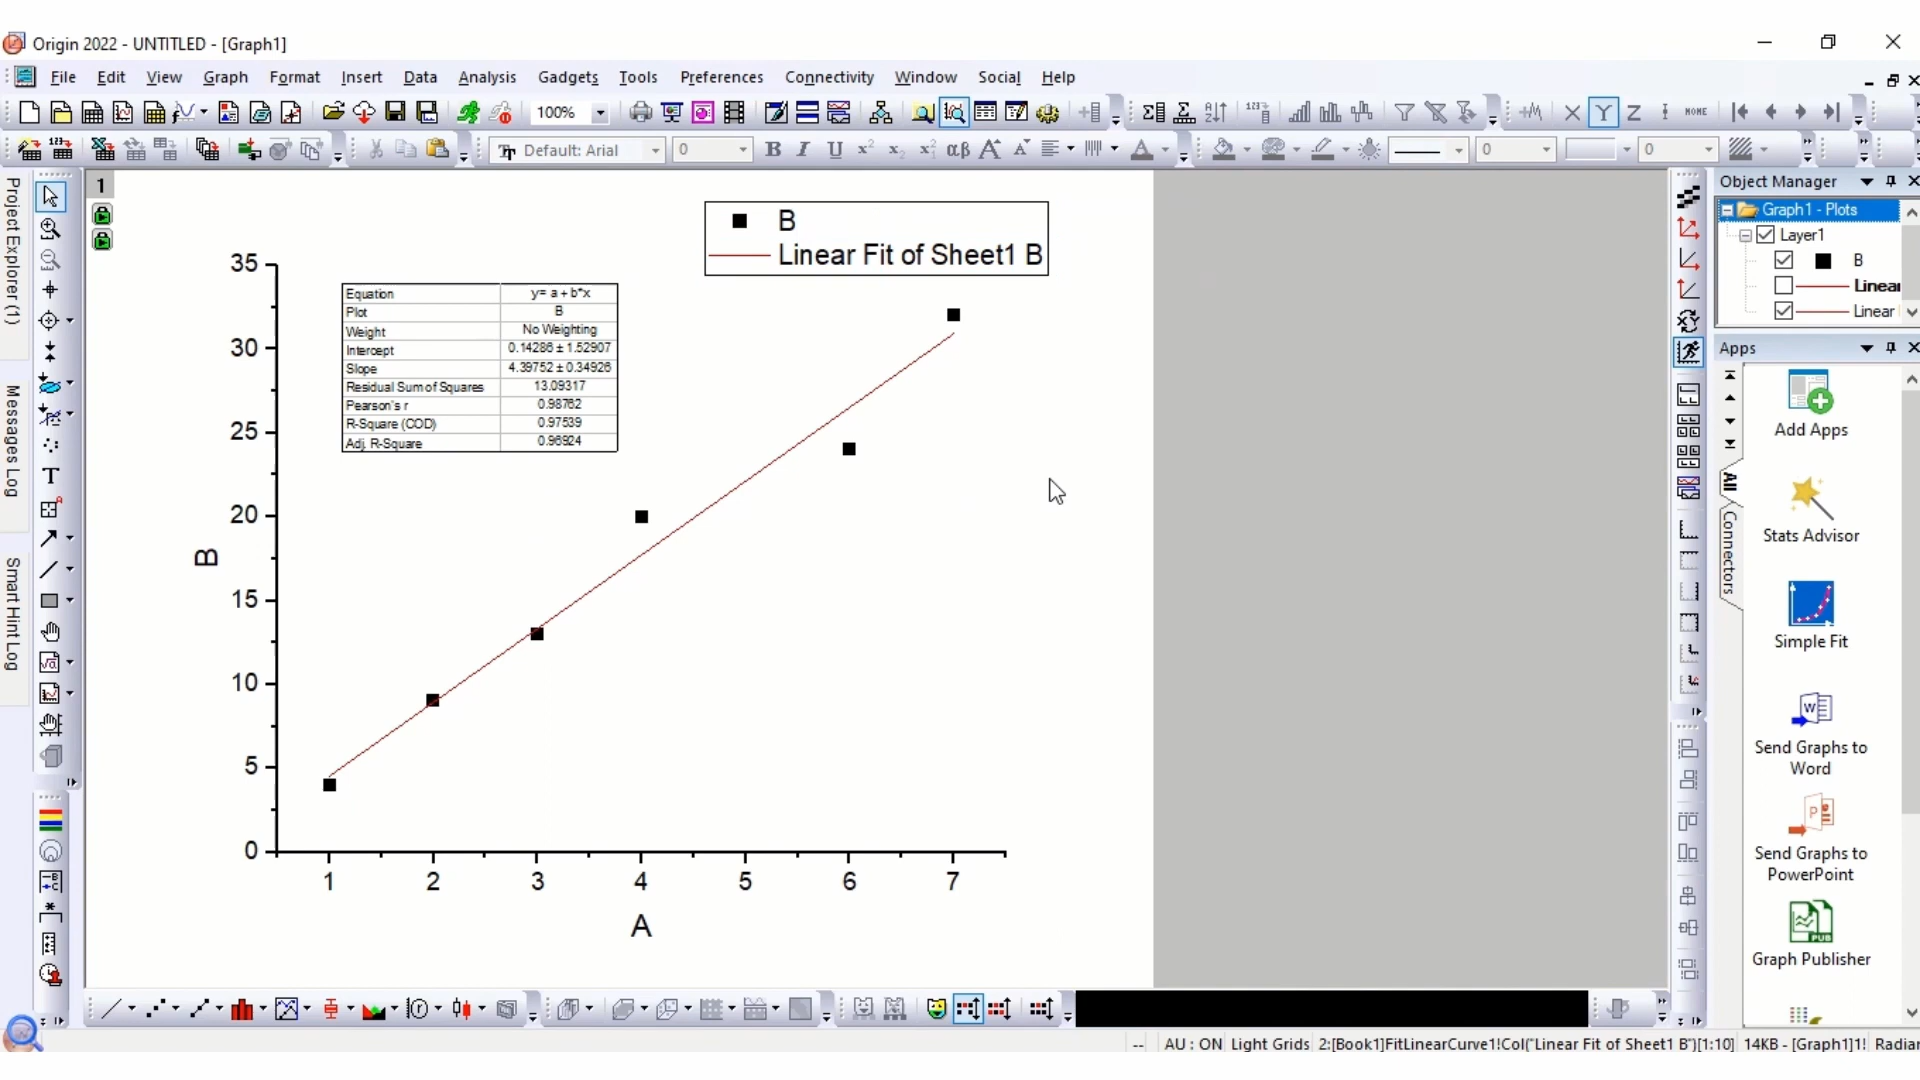 Origin 2022 - UNTITLED - [Graph1]
File Edit View Graph Format Insert Data Analysis Gadgets Tools Preferences Connectivity Window Social Help
100%
Y Z HOME
Default: Arial 0 B I U αβ A 0 0
Project Explorer (1)
Messages Log
Smart Hint Log
1
B
Linear Fit of Sheet1 B
Equation y= a + b*x
Plot B
Weight No Weighting
Intercept 0.14286 ± 1.52907
Slope 4.39752 ± 0.34926
Residual Sum of Squares 13.09317
Pearson's r 0.98762
R-Square (COD) 0.97539
Adj. R-Square 0.96924
35
30
25
20
15
10
5
0
B
1 2 3 4 5 6 7
A
Object Manager
Graph1 - Plots
Layer1
B
Linear
Linear
Apps
All
Connectors
Add Apps
Stats Advisor
Simple Fit
Send Graphs to
Word
Send Graphs to
PowerPoint
Graph Publisher
-- AU : ON Light Grids 2:[Book1]FitLinearCurve1!Col("Linear Fit of Sheet1 B")[1:10] 14KB - [Graph1]1! Radian